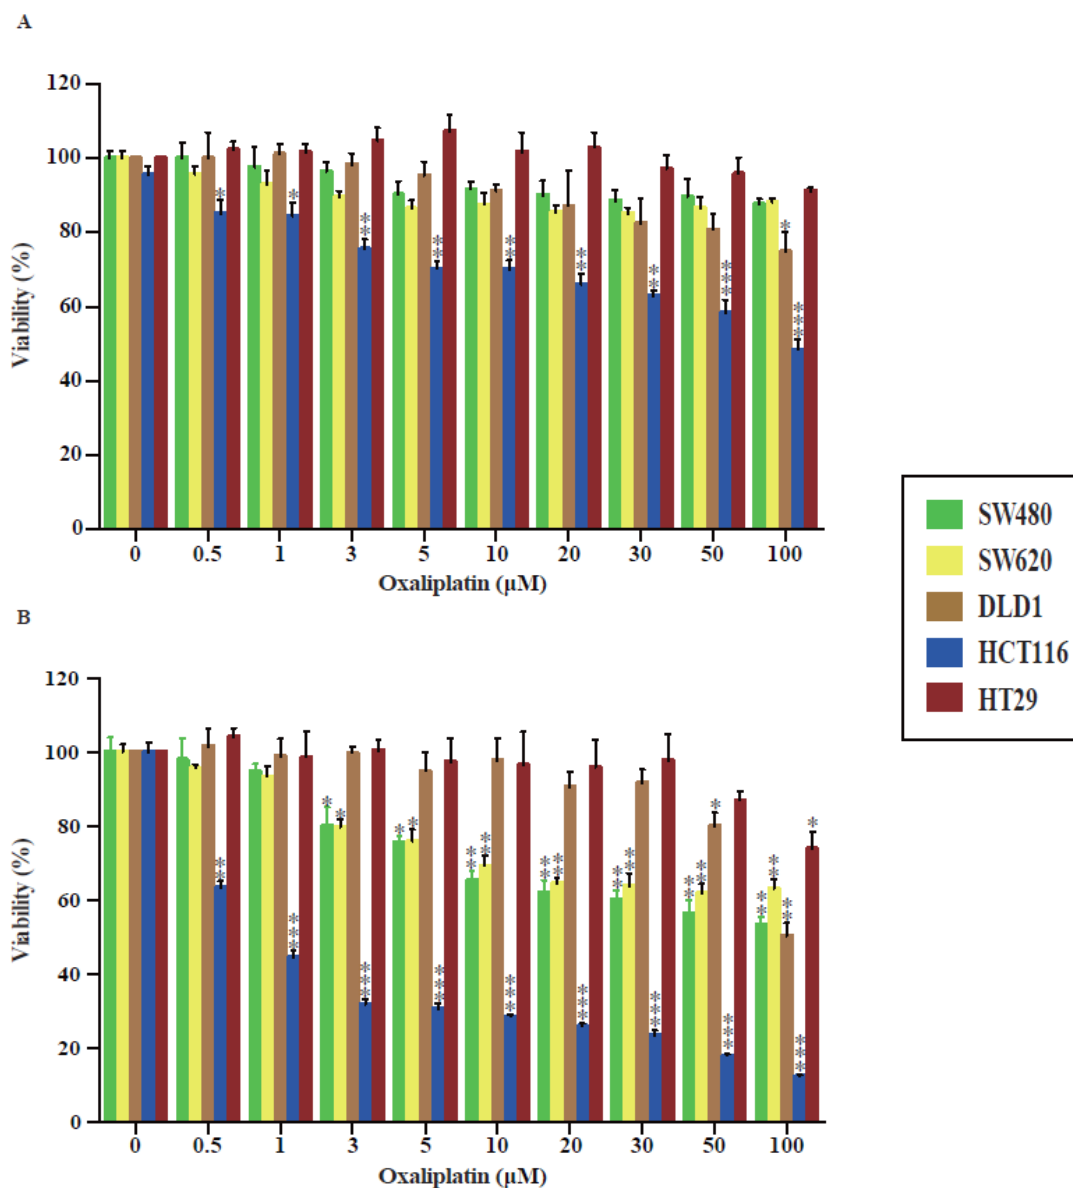 A
120
100
80
60
40
20
0
Viability (%)
* * ** ** ** ** ** *** * ***
0 0.5 1 3 5 10 20 30 50 100
Oxaliplatin (µM)
SW480
SW620
DLD1
HCT116
HT29
B
120
100
80
60
40
20
0
Viability (%)
** *** * * *** * * *** ** ** *** ** ** *** ** ** *** ** ** * *** ** ** ** *** *
0 0.5 1 3 5 10 20 30 50 100
Oxaliplatin (µM)